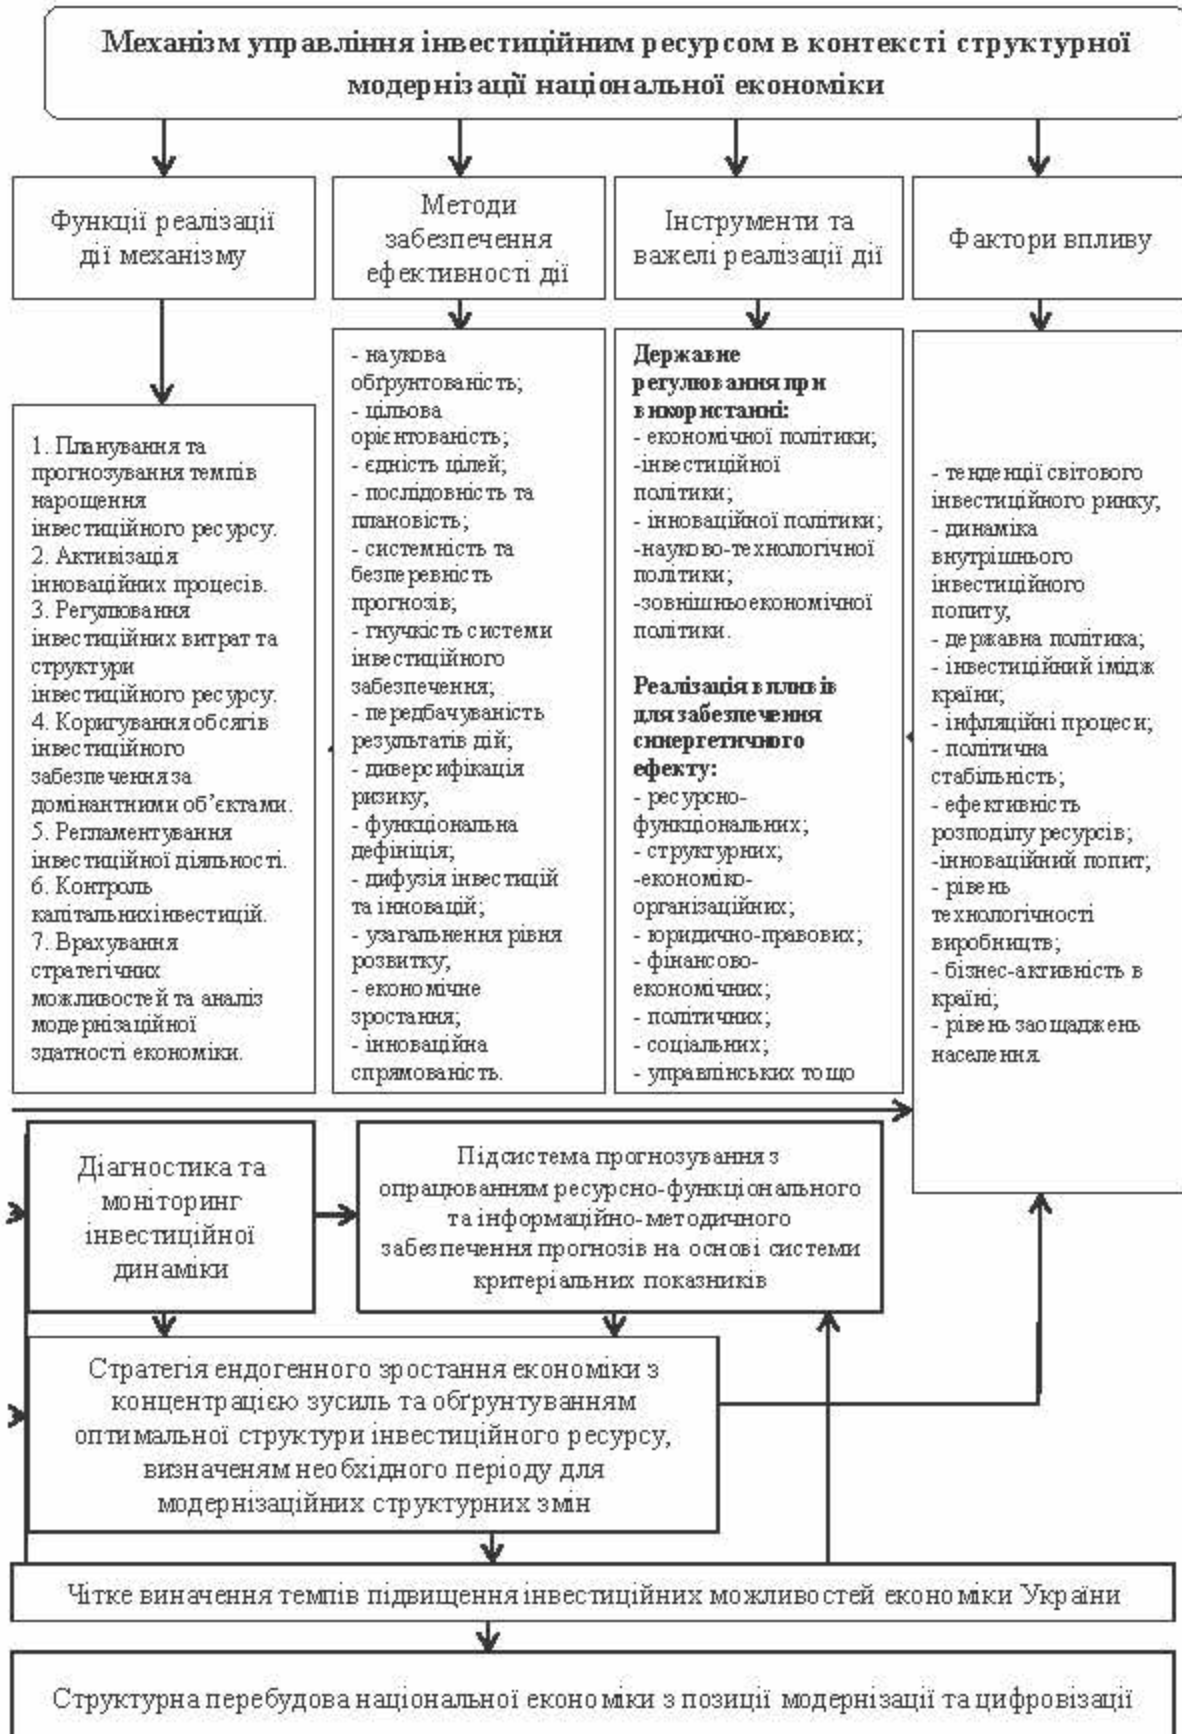 Механізм управління інвестиційним ресурсом в контексті структурної
модернізації національної економіки
Функції реалізації
дії механізму
Методи
забезпечення
ефективності дії
Інструменти та
важелі реалізації дії
Фактори впливу
1. Планування та
прогнозування темпів
нарощення
інвестиційного ресурсу.
2. Активізація
інноваційних процесів.
3. Регулювання
інвестиційних витрат та
структури
інвестиційного ресурсу.
4. Коригування обсягів
інвестиційного
забезпечення за
домінантними об’єктами.
5. Регламентування
інвестиційної діяльності.
6. Контроль
капітальних інвестицій.
7. Врахування
стратегічних
можливостей та аналіз
модернізаційної
здатності економіки.
- наукова
обґрунтованість;
- цільова
орієнтованість;
- єдність цілей;
- послідовність та
плановість;
- системність та
безперевність
прогнозів;
- гнучкість системи
інвестиційного
забезпечення;
- передбачуваність
результатів дій;
- диверсифікація
ризику;
- функціональна
дефініція;
- дифузія інвестицій
та інновацій;
- узагальнення рівня
розвитку;
- економічне
зростання;
- інноваційна
спрямованість.
Державне
регулювання при
використанні:
- економічної політики;
-інвестиційної
політики;
- інноваційної політики;
-науково-технологічної
політики;
-зовнішньоекономічної
політики.
Реалізація впливів
для забезпечення
синергетичного
ефекту:
- ресурсно-
функціональних;
- структурних;
-економіко-
організаційних;
- юридично-правових;
- фінансово-
економічних;
- політичних;
- соціальних;
- управлінських тощо
- тенденції світового
інвестиційного ринку;
- динаміка
внутрішнього
інвестиційного
попиту;
- державна політика;
- інвестиційний імідж
країни;
- інфляційні процеси;
- політична
стабільність;
- ефективність
розподілу ресурсів;
-інноваційний попит;
- рівень
технологічності
виробництв;
- бізнес-активність в
країні;
- рівень заощаджень
населення.
Діагностика та
моніторинг
інвестиційної
динаміки
Підсистема прогнозування з
опрацюванням ресурсно-функціонального
та інформаційно-методичного
забезпечення прогнозів на основі системи
критеріальних показників
Стратегія ендогенного зростання економіки з
концентрацією зусиль та обґрунтуванням
оптимальної структури інвестиційного ресурсу,
визначеням необхідного періоду для
модернізаційних структурних змін
Чітке виначення темпів підвищення інвестиційних можливостей економіки України
Структурна перебудова національної економіки з позиції модернізації та цифровізації